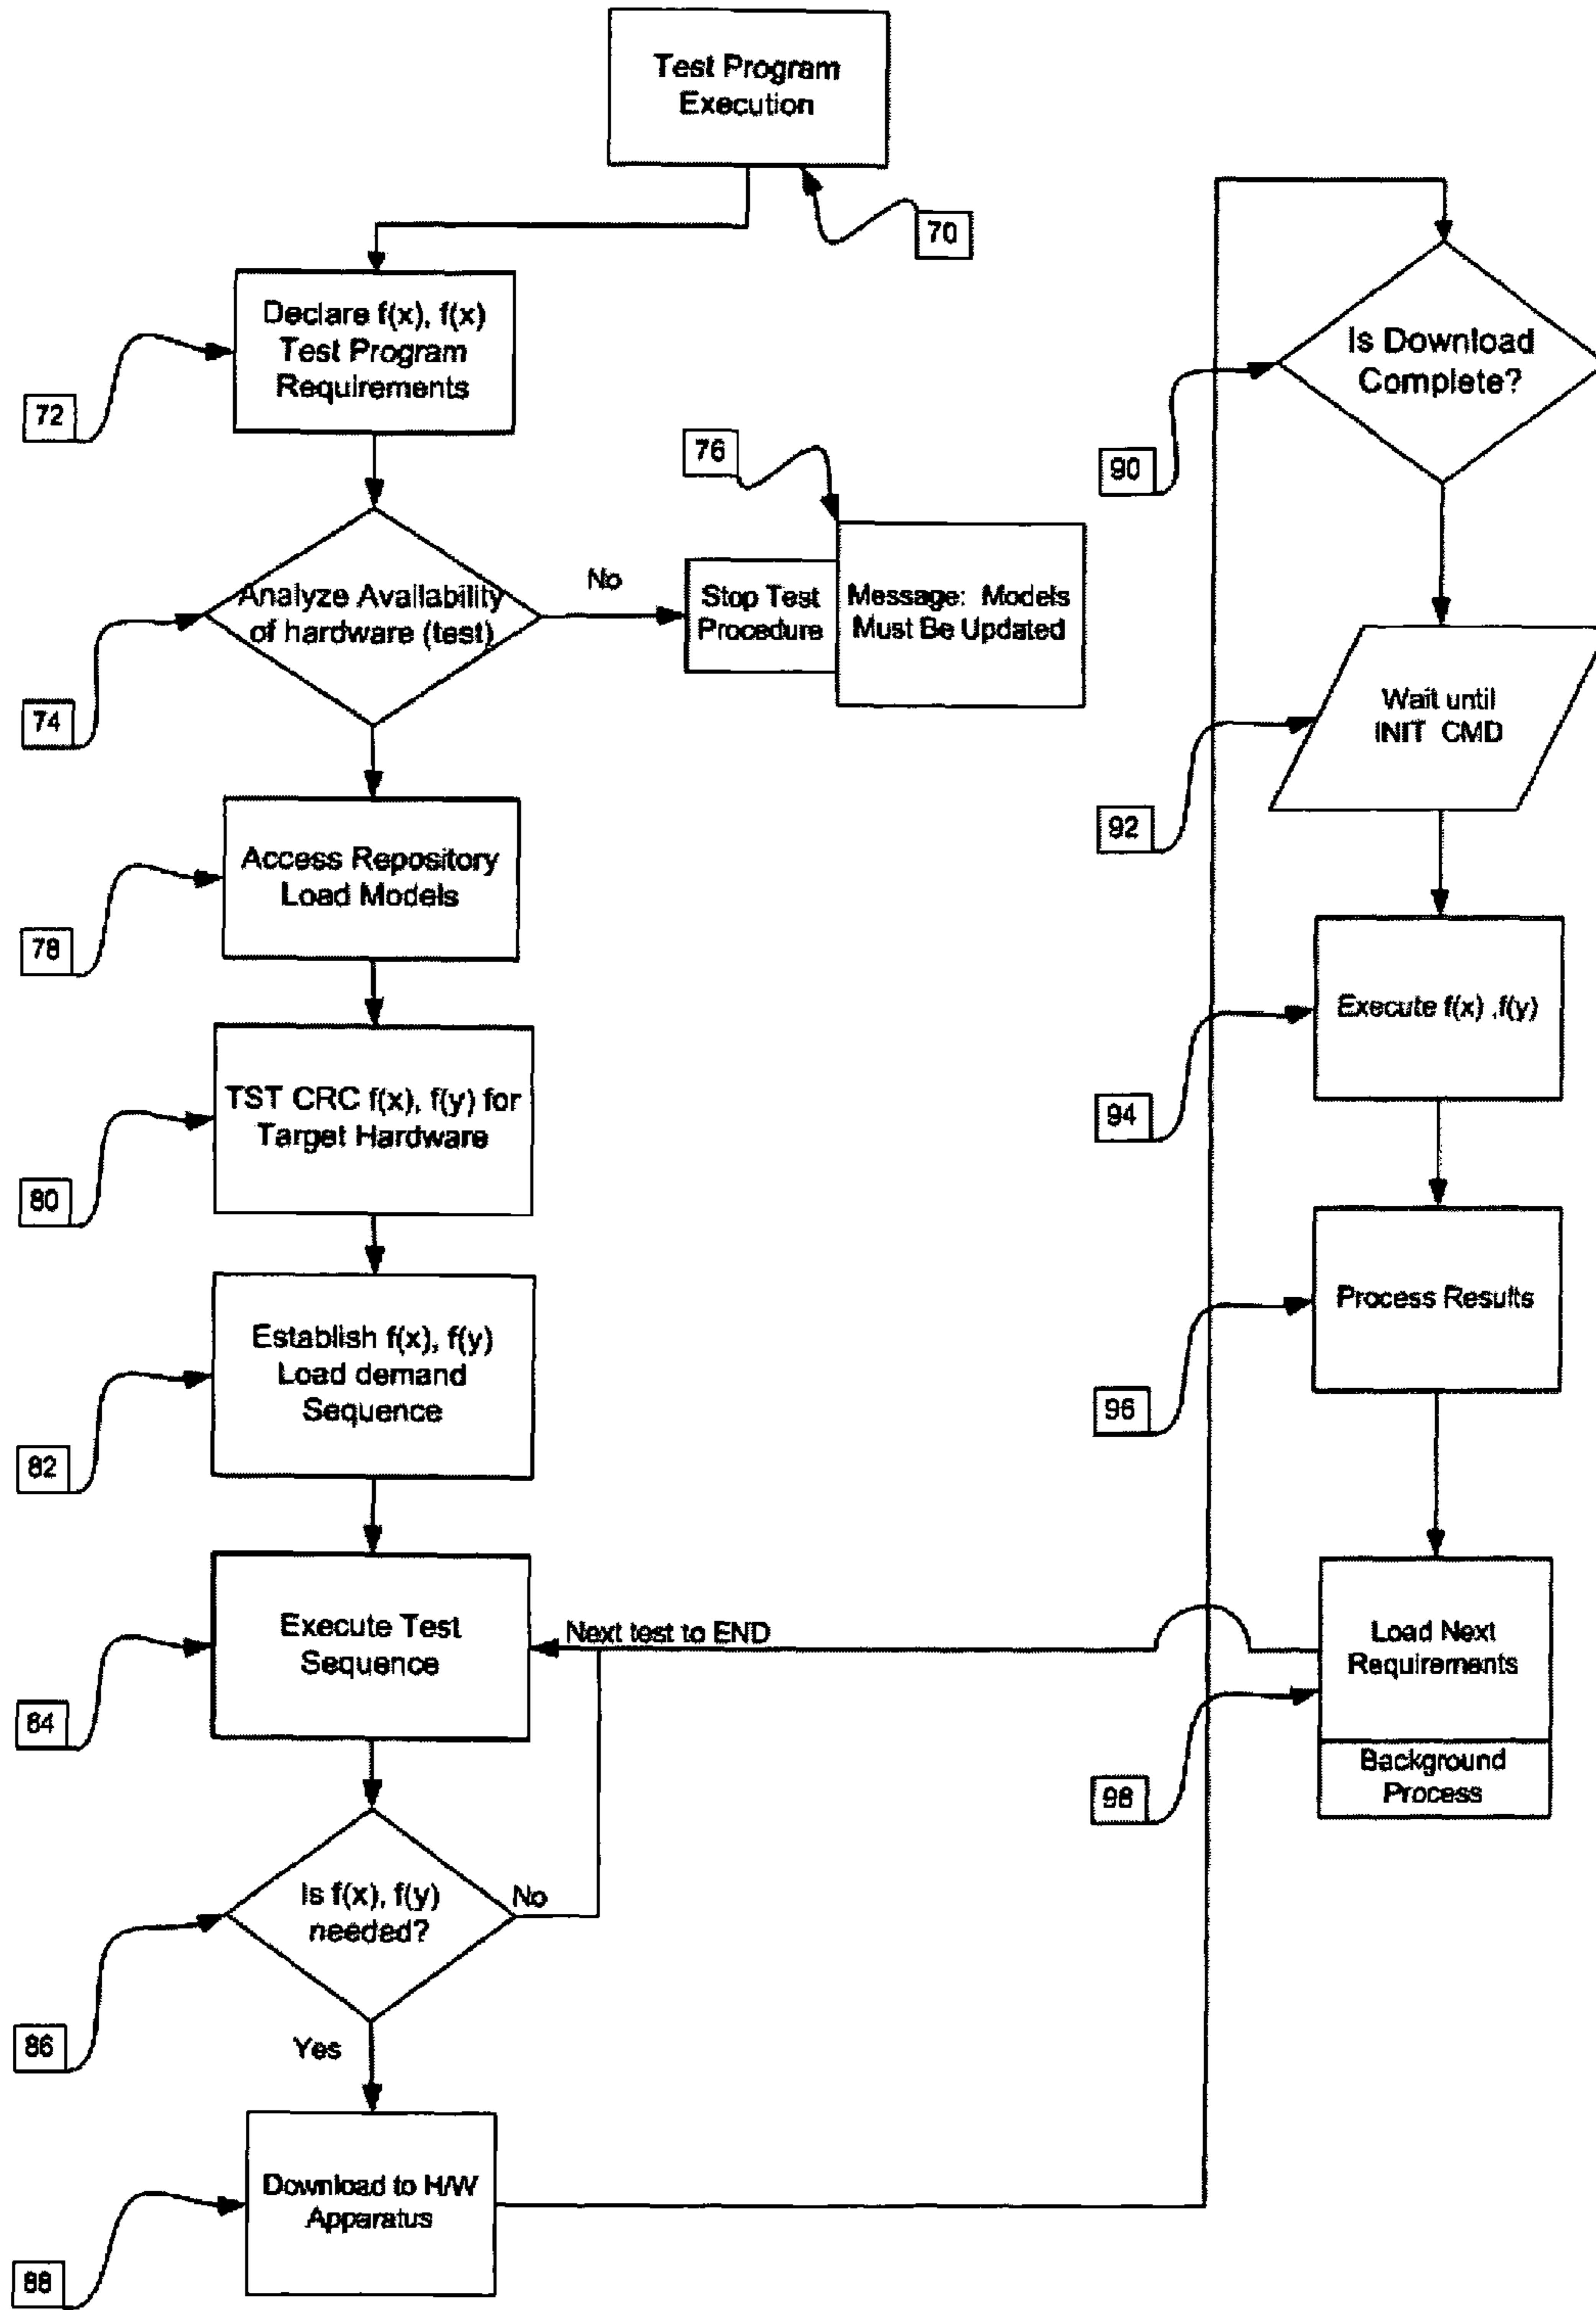 Test Program
Execution
70
Declare f(x), f(x)
Test Program
Requirements
72
Analyze Availability
of hardware (test)
74
No
76
Stop Test
Procedure
Message: Models
Must Be Updated
Access Repository
Load Models
78
TST CRC f(x), f(y) for
Target Hardware
80
Establish f(x), f(y)
Load demand
Sequence
82
Execute Test
Sequence
84
Next test to END
Is f(x), f(y)
needed?
No
86
Yes
Download to H/W
Apparatus
88
Is Download
Complete?
90
Wait until
INIT CMD
92
Execute f(x) ,f(y)
94
Process Results
96
Load Next
Requirements
Background
Process
98